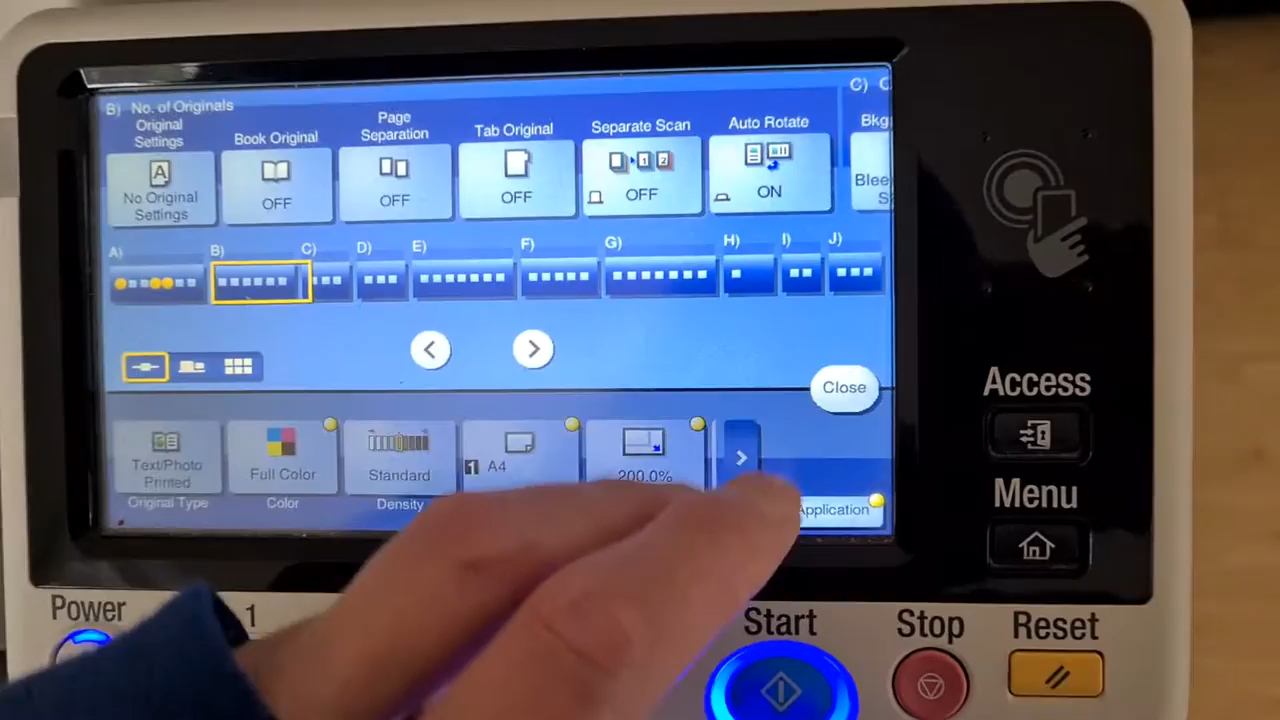 B) No. of Originals
C) C
Original Settings
No Original Settings
Book Original
OFF
Page Separation
OFF
Tab Original
OFF
Separate Scan
OFF
Auto Rotate
ON
Bkg
A) B) C) D) E) F) G) H) I) J)
Close
Text/Photo Printed
Original Type
Full Color
Color
Standard
Density
1 A4
200.0%
Application
Access
Menu
Power
1
Start
Stop
Reset